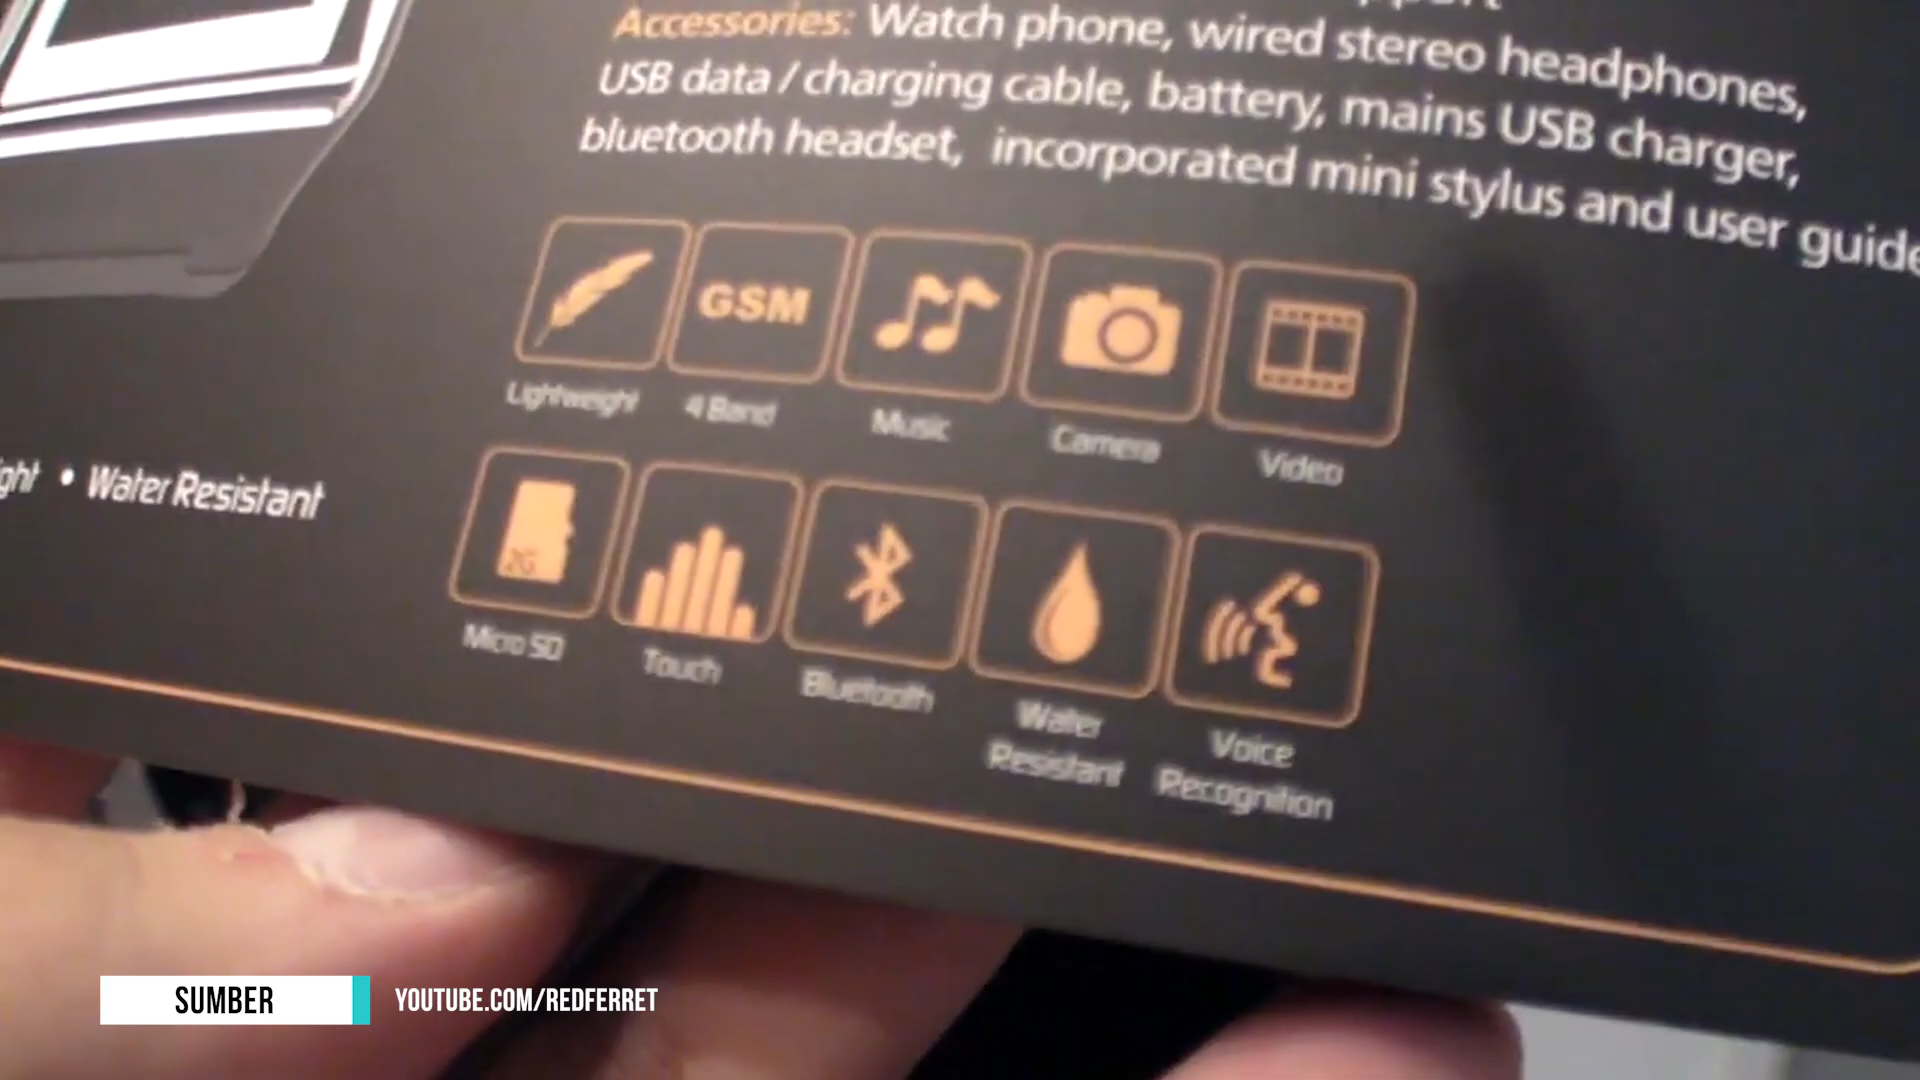 Accessories: Watch phone, wired stereo headphones,
USB data / charging cable, battery, mains USB charger,
bluetooth headset, incorporated mini stylus and user guide
GSM
Lightweight
4 Band
Music
Camera
Video
• Water Resistant
2G
Micro SD
Touch
Bluetooth
Water
Resistant
Voice
Recognition
SUMBER
YOUTUBE.COM/REDFERRET